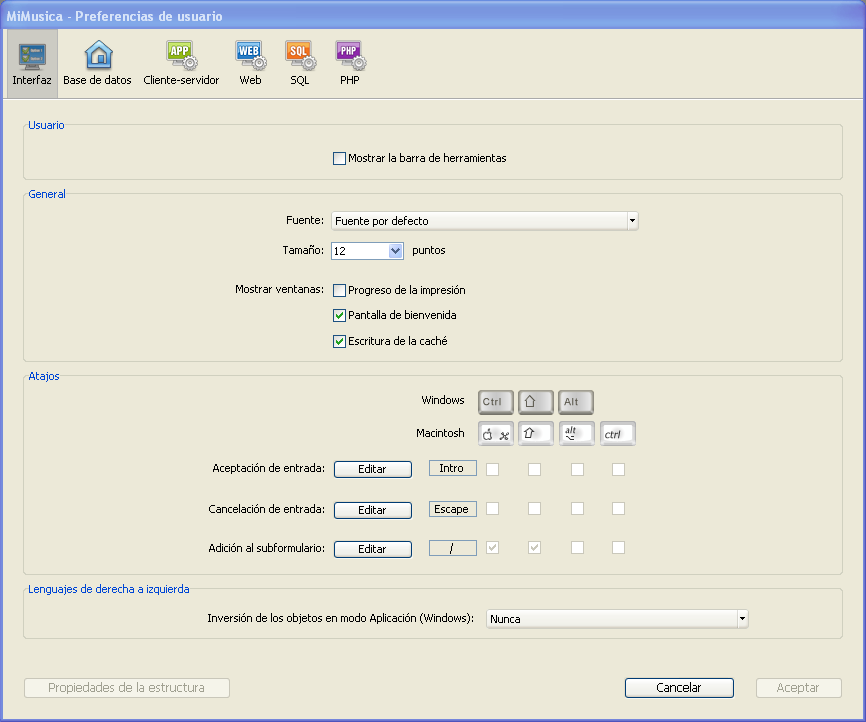 MiMusica - Preferencias de usuario
APP WEB SQL PHP
Interfaz Base de datos Cliente-servidor Web SQL PHP
Usuario
Mostrar la barra de herramientas
General
Fuente: Fuente por defecto
Tamaño: 12 puntos
Mostrar ventanas: Progreso de la impresión
Pantalla de bienvenida
Escritura de la caché
Atajos
Windows Ctrl Alt
Macintosh alt ctrl
Aceptación de entrada: Editar Intro
Cancelación de entrada: Editar Escape
Adición al subformulario: Editar /
Lenguajes de derecha a izquierda
Inversión de los objetos en modo Aplicación (Windows): Nunca
Propiedades de la estructura Cancelar Aceptar